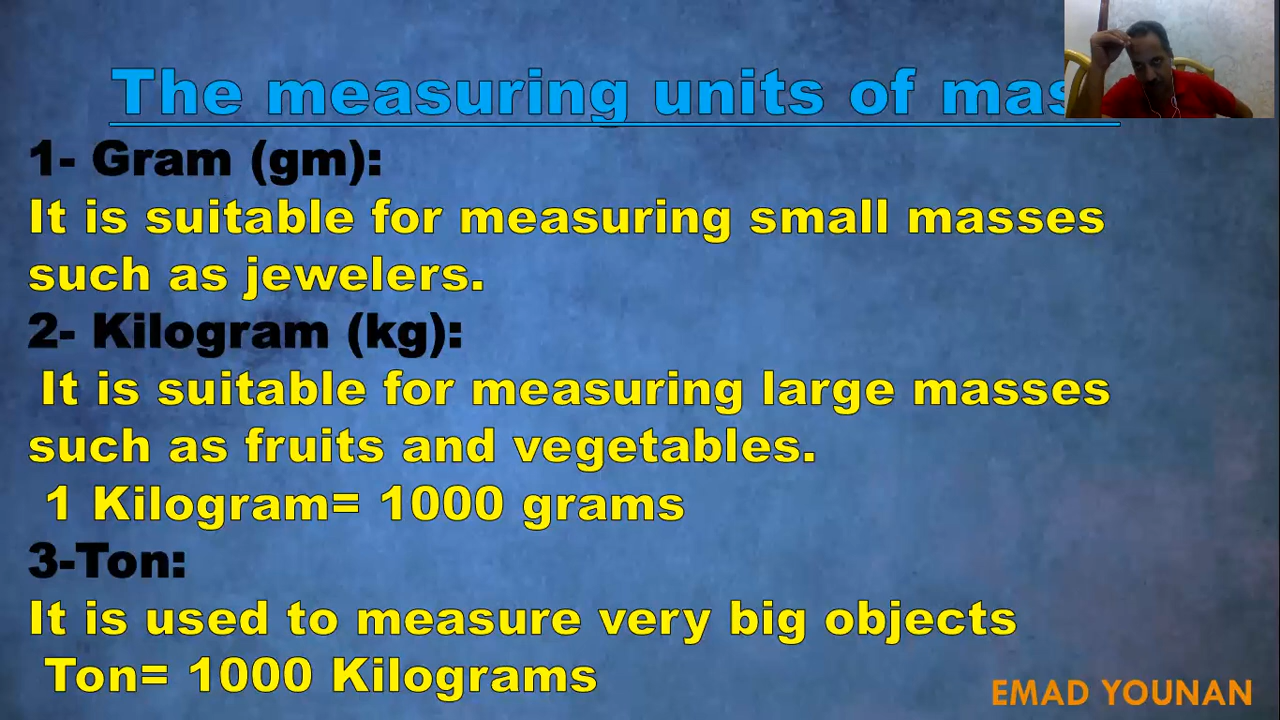 The measuring units of mas
1- Gram (gm):
It is suitable for measuring small masses
such as jewelers.
2- Kilogram (kg):
It is suitable for measuring large masses
such as fruits and vegetables.
1 Kilogram= 1000 grams
3-Ton:
It is used to measure very big objects
Ton= 1000 Kilograms
EMAD YOUNAN